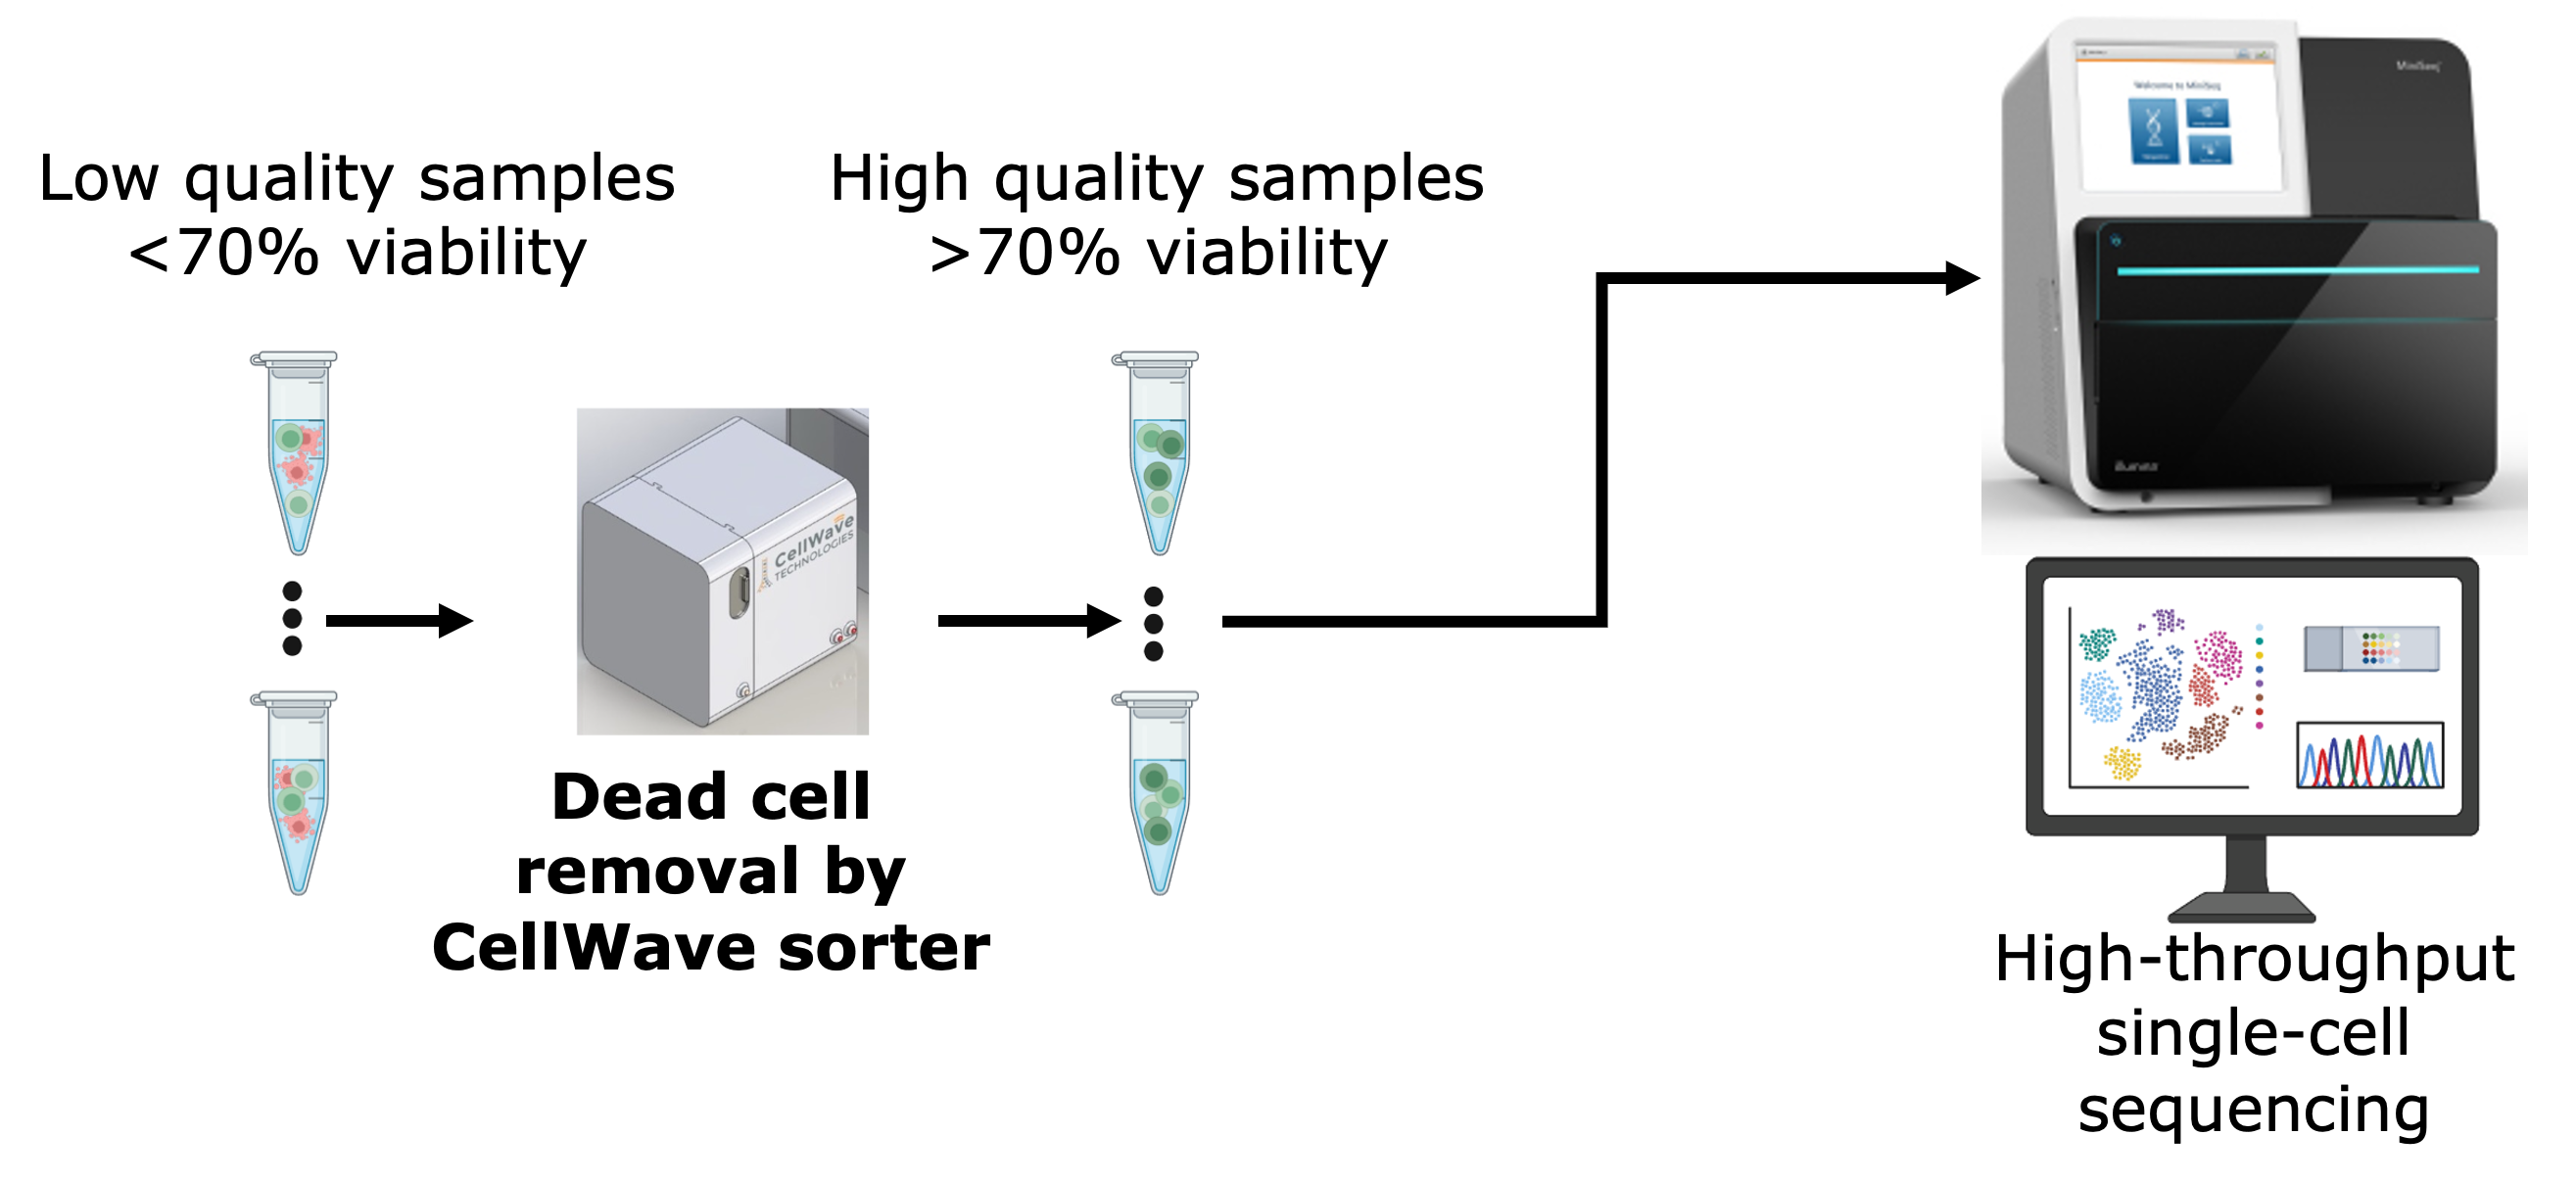 Low quality samples
<70% viability
High quality samples
>70% viability
CellWave
TECHNOLOGIES
Dead cell
removal by
CellWave sorter
Welcome to MiniSeq
MiniSeq
illumina
High-throughput
single-cell
sequencing